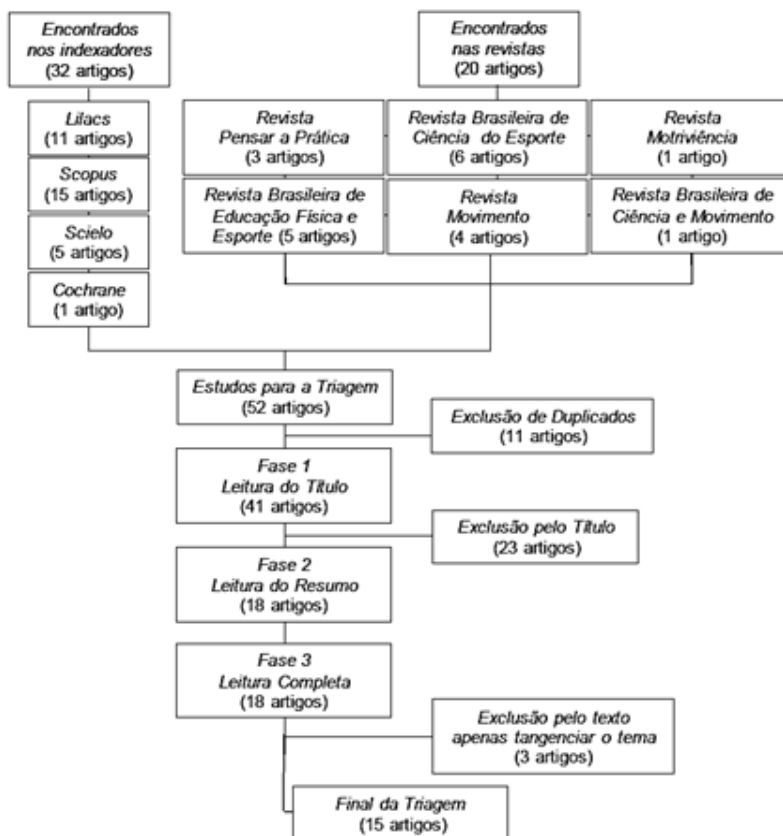 Encontrados
nos indexadores
(32 artigos)
Encontrados
nas revistas
(20 artigos)
Lilacs
(11 artigos)
Scopus
(15 artigos)
Scielo
(5 artigos)
Cochrane
(1 artigo)
Revista
Pensar a Prática
(3 artigos)
Revista Brasileira de
Ciência do Esporte
(6 artigos)
Revista
Motrivivência
(1 artigo)
Revista Brasileira de
Educação Física e
Esporte (5 artigos)
Revista
Movimento
(4 artigos)
Revista Brasileira de
Ciência e Movimento
(1 artigo)
Estudos para a Triagem
(52 artigos)
Exclusão de Duplicados
(11 artigos)
Fase 1
Leitura do Título
(41 artigos)
Exclusão pelo Título
(23 artigos)
Fase 2
Leitura do Resumo
(18 artigos)
Fase 3
Leitura Completa
(18 artigos)
Exclusão pelo texto
apenas tangenciar o tema
(3 artigos)
Final da Triagem
(15 artigos)